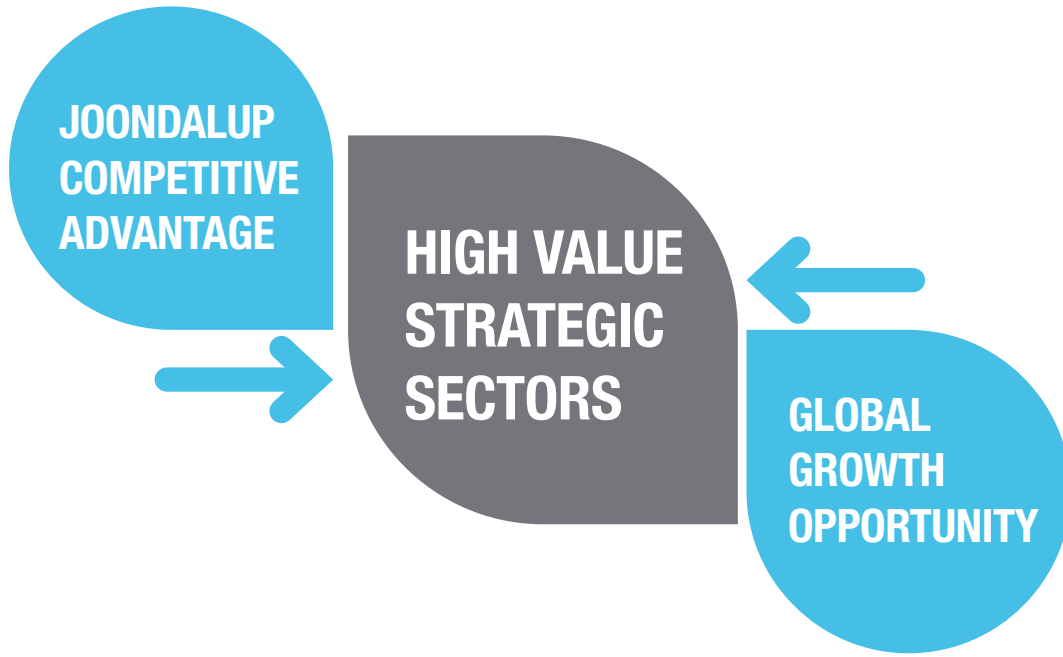 JOONDALUP
COMPETITIVE
ADVANTAGE
HIGH VALUE
STRATEGIC
SECTORS
GLOBAL
GROWTH
OPPORTUNITY